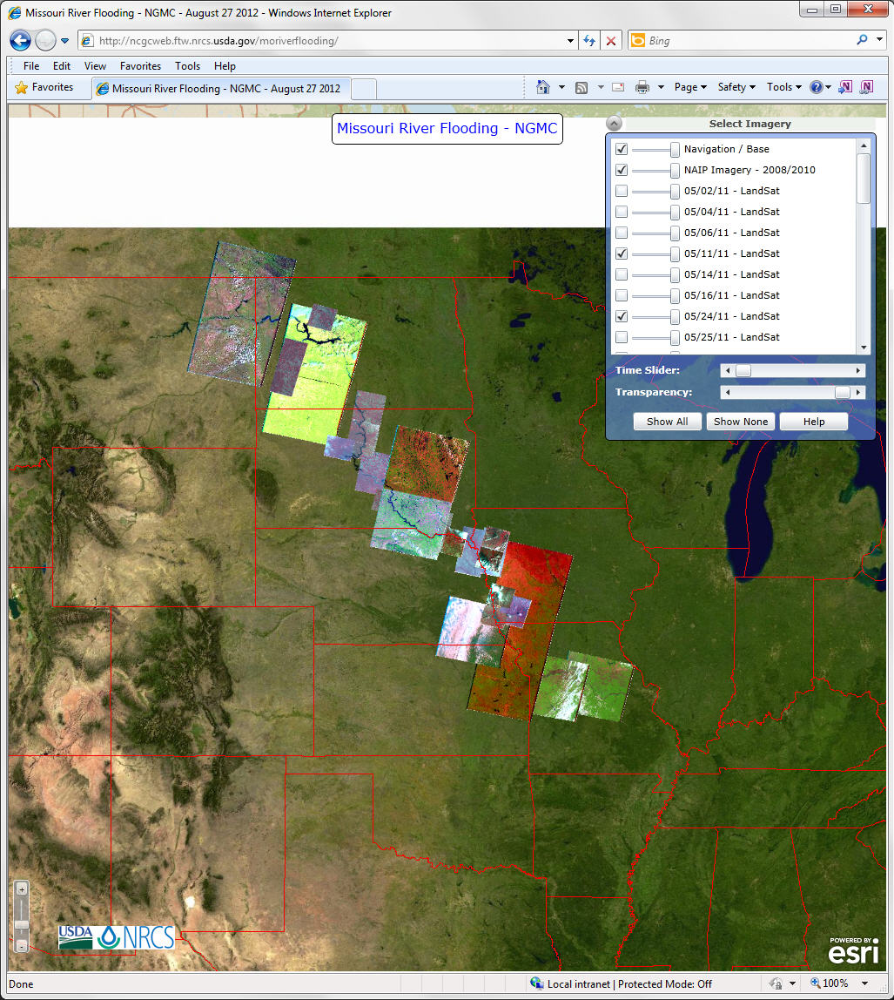 Missouri River Flooding - NGMC - August 27 2012 - Windows Internet Explorer
http://ncgcweb.ftw.nrcs.usda.gov/moriverflooding/
Bing
File Edit View Favorites Tools Help
Favorites
Missouri River Flooding - NGMC - August 27 2012
Page Safety Tools
Missouri River Flooding - NGMC
Select Imagery
Navigation / Base
NAIP Imagery - 2008/2010
05/02/11 - LandSat
05/04/11 - LandSat
05/06/11 - LandSat
05/11/11 - LandSat
05/14/11 - LandSat
05/16/11 - LandSat
05/24/11 - LandSat
05/25/11 - LandSat
Time Slider:
Transparency:
Show All Show None Help
USDA NRCS
POWERED BY
esri
Done
Local intranet | Protected Mode: Off
100%